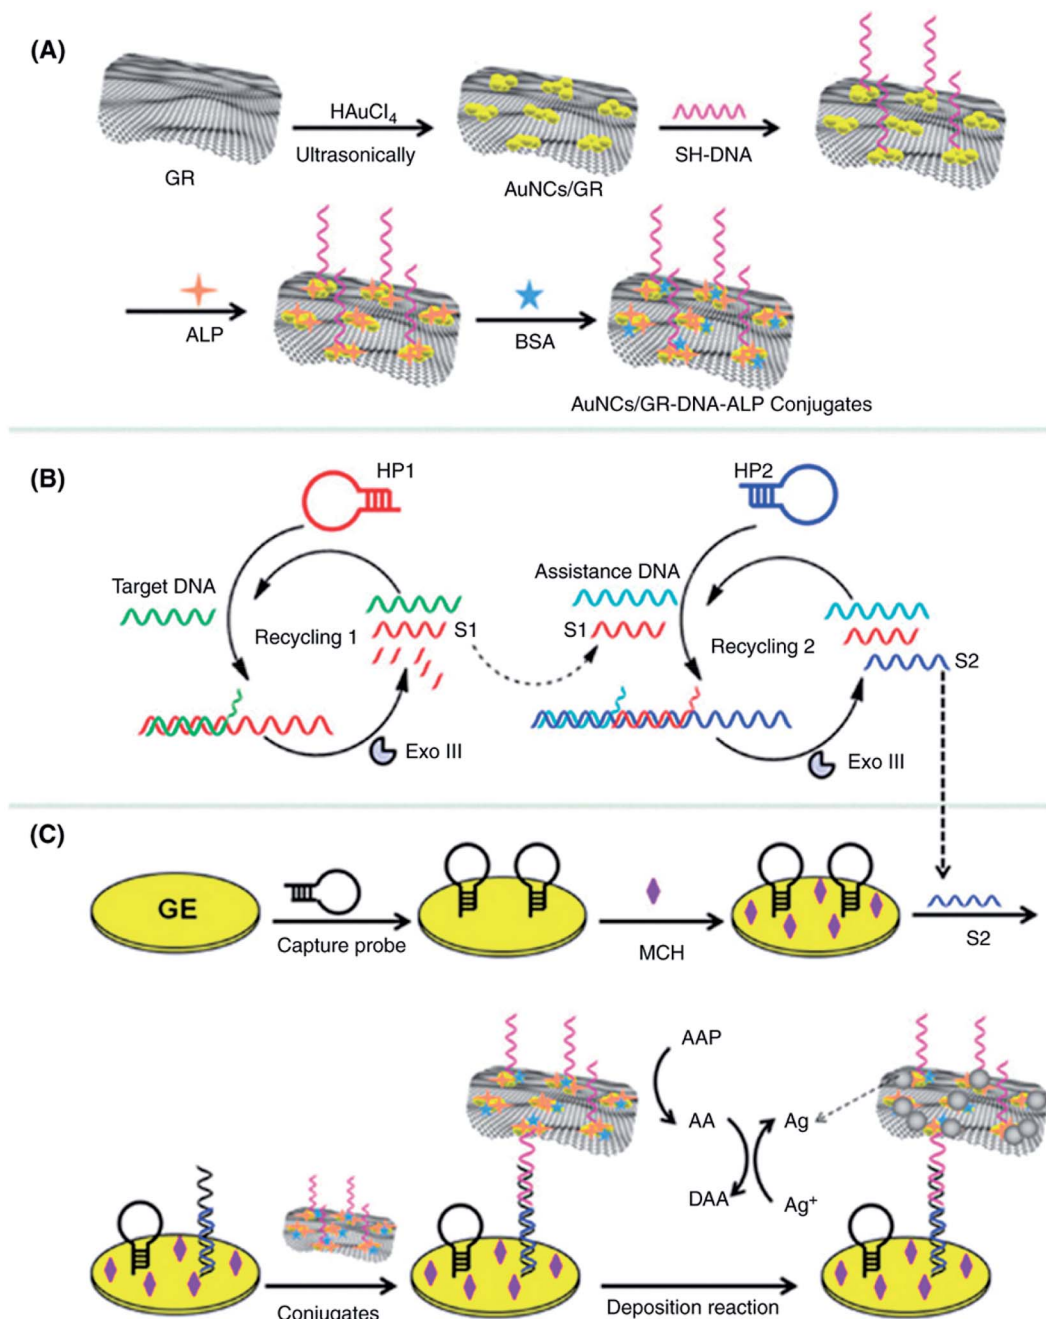 (A)
HAuCl4
Ultrasonically
SH-DNA
GR
AuNCs/GR
ALP
BSA
AuNCs/GR-DNA-ALP Conjugates
(B)
HP1
HP2
Target DNA
Assistance DNA
Recycling 1
S1
S1
Recycling 2
S2
Exo III
Exo III
(C)
GE
Capture probe
MCH
S2
AAP
AA
Ag
DAA
Ag+
Conjugates
Deposition reaction